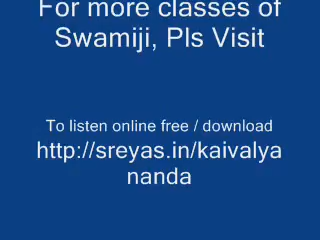 For more classes of
Swamiji, Pls Visit
To listen online free / download
http://sreyas.in/kaivalya
nanda